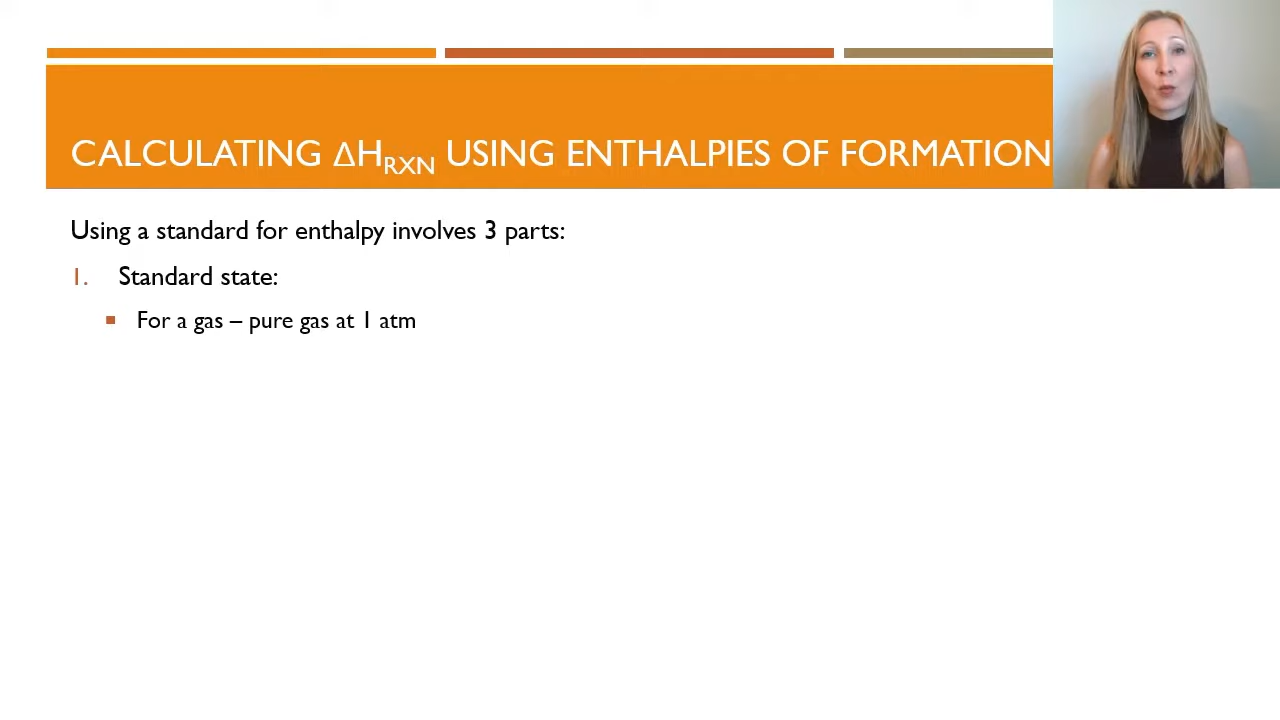 CALCULATING ΔHRXN USING ENTHALPIES OF FORMATION
Using a standard for enthalpy involves 3 parts:
1. Standard state:
▪ For a gas – pure gas at 1 atm